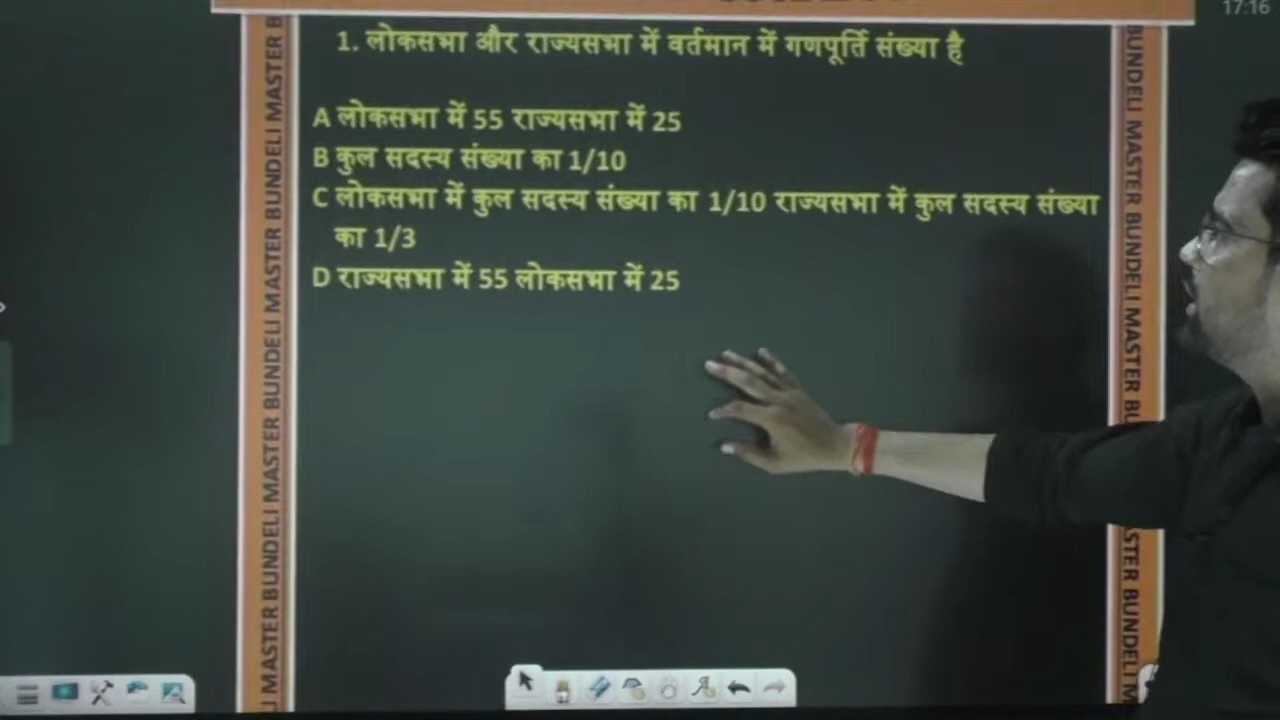 17:16
1. लोकसभा और राज्यसभा में वर्तमान में गणपूर्ति संख्या है
A लोकसभा में 55 राज्यसभा में 25
B कुल सदस्य संख्या का 1/10
C लोकसभा में कुल सदस्य संख्या का 1/10 राज्यसभा में कुल सदस्य संख्या
का 1/3
D राज्यसभा में 55 लोकसभा में 25
MASTER BUNDELI MASTER BUNDELI MASTER BUNDELI MASTER
BUNDELI MASTER BUNDELI MASTER BUNDELI